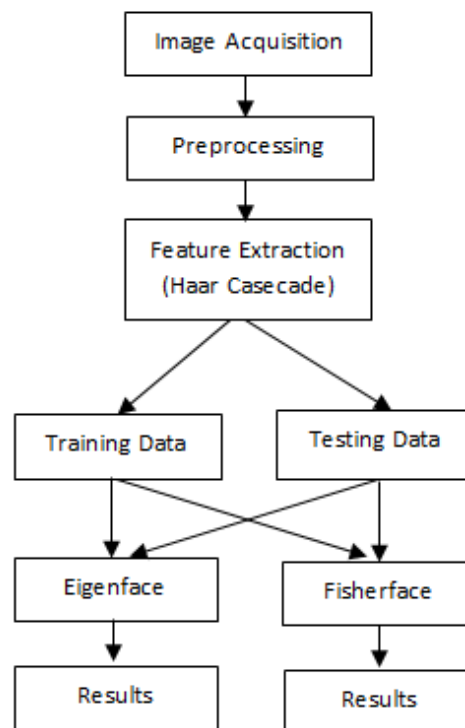 Image Acquisition
Preprocessing
Feature Extraction
(Haar Casecade)
Training Data
Testing Data
Eigenface
Fisherface
Results
Results